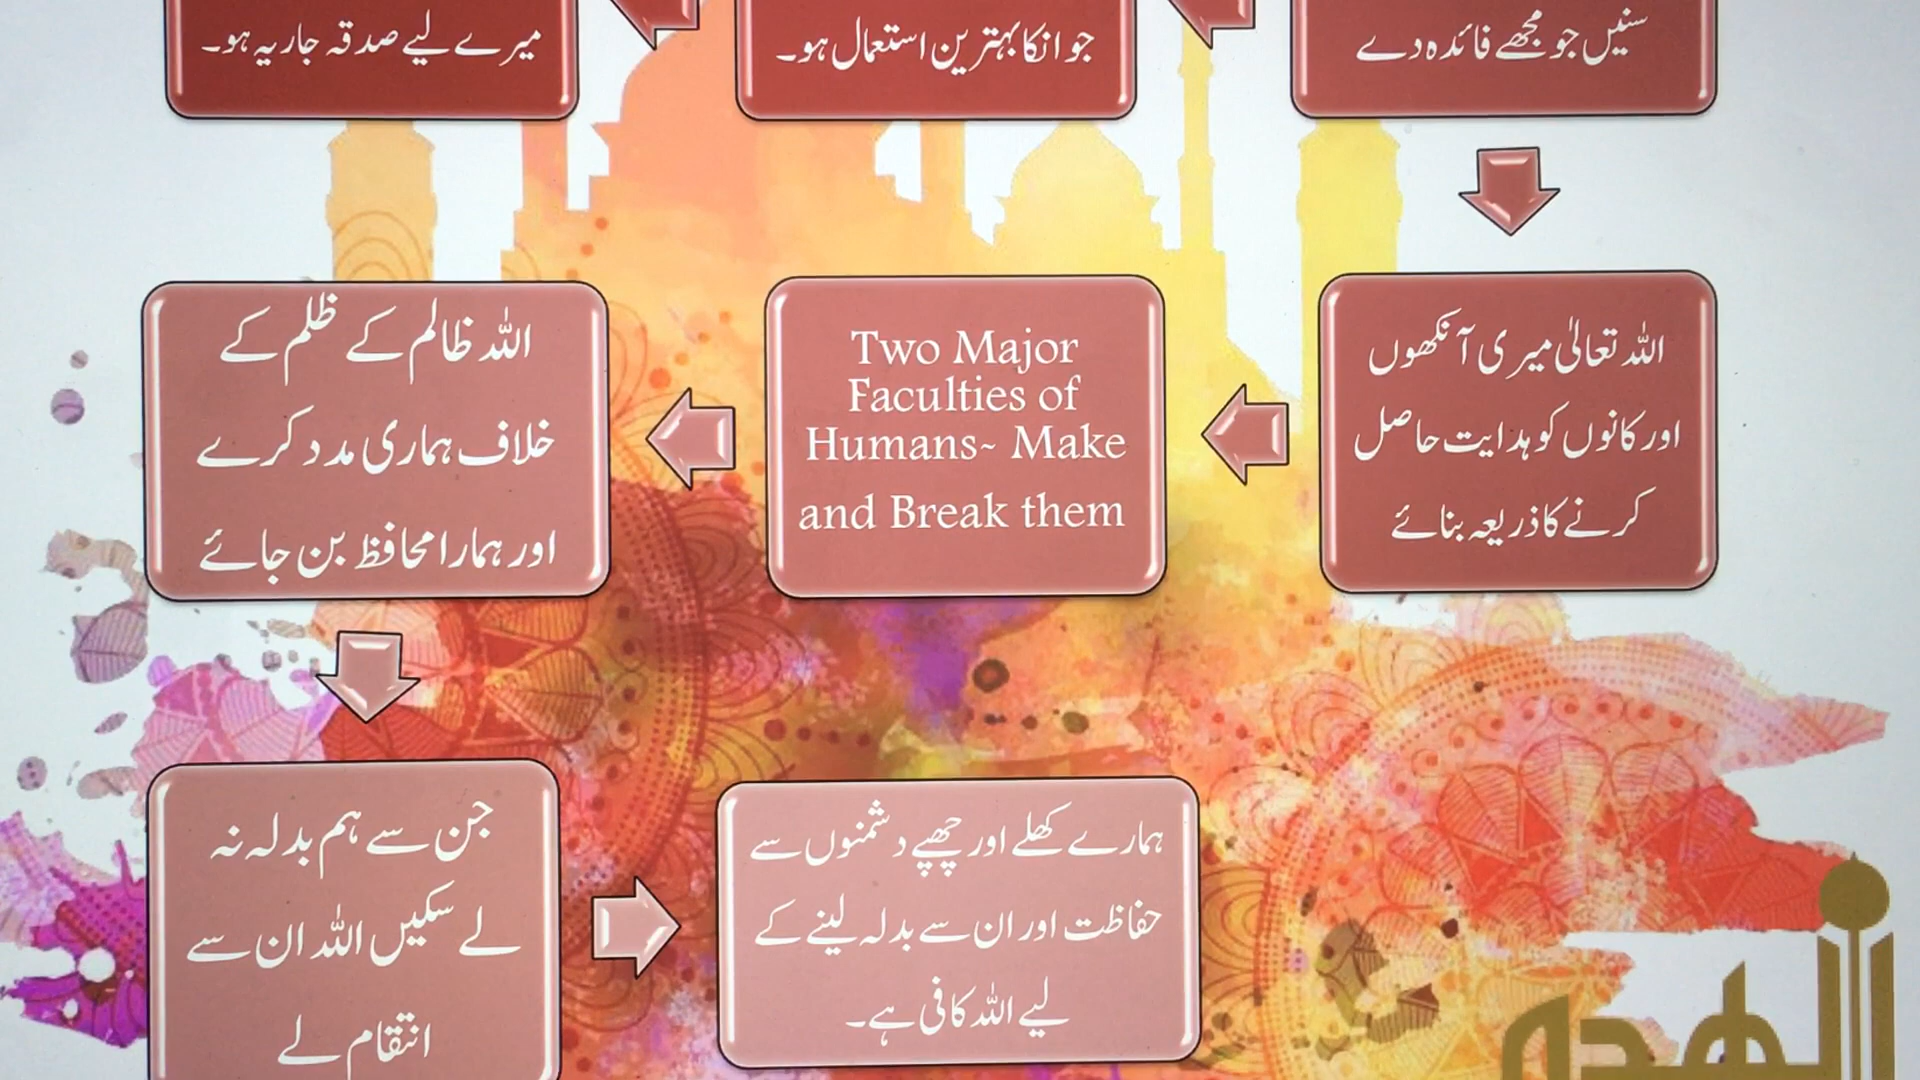 سنیں جو مجھے فائدہ دے
جو انکا بہترین استعمال ہو۔
میرے لیے صدقہ جاریہ ہو۔
اللہ تعالیٰ میری آنکھوں
اور کانوں کو ہدایت حاصل
کرنے کا ذریعہ بنائے
Two Major
Faculties of
Humans~ Make
and Break them
اللہ ظالم کے ظلم کے
خلاف ہماری مدد کرے
اور ہمارا محافظ بن جائے
جن سے ہم بدلہ نہ
لے سکیں اللہ ان سے
انتقام لے
ہمارے کھلے اور چھپے دشمنوں سے
حفاظت اور ان سے بدلہ لینے کے
لیے اللہ کافی ہے۔
الهدى